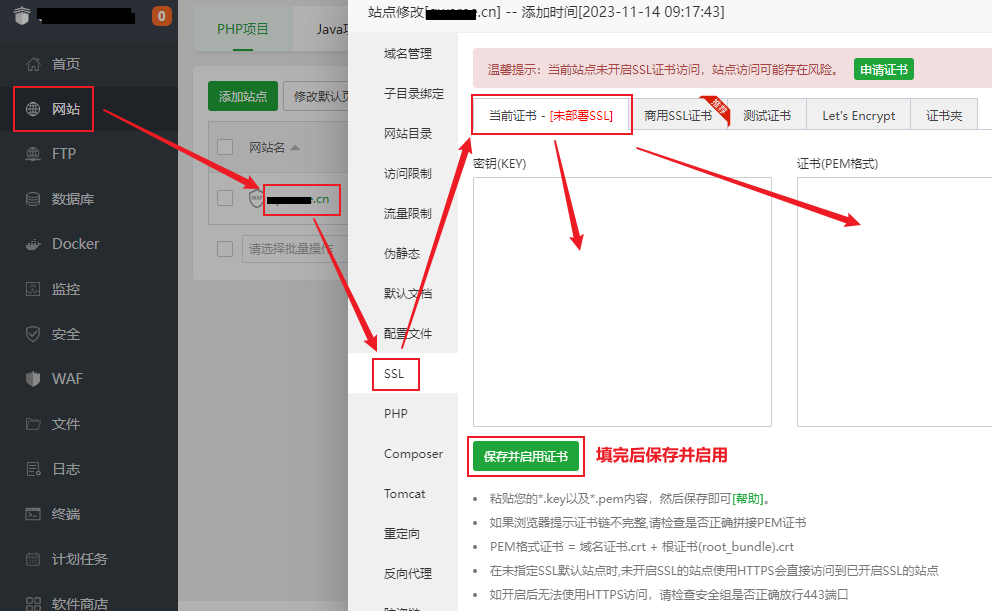 0
首页
网站
FTP
数据库
Docker
监控
安全
WAF
文件
日志
终端
计划任务
软件商店
PHP项目
Java项
添加站点
修改默认页
网站名
WAF
.cn
请选择批量操作
站点修改[
.cn] -- 添加时间[2023-11-14 09:17:43]
域名管理
子目录绑定
网站目录
访问限制
流量限制
伪静态
默认文档
配置文件
SSL
PHP
Composer
Tomcat
重定向
反向代理
温馨提示：当前站点未开启SSL证书访问，站点访问可能存在风险。 申请证书
当前证书 - [未部署SSL]
商用SSL证书
推荐
测试证书
Let's Encrypt
证书夹
密钥(KEY)
证书(PEM格式)
保存并启用证书
填完后保存并启用
粘贴您的*.key以及*.pem内容，然后保存即可[帮助]。
如果浏览器提示证书链不完整,请检查是否正确拼接PEM证书
PEM格式证书 = 域名证书.crt + 根证书(root_bundle).crt
在未指定SSL默认站点时,未开启SSL的站点使用HTTPS会直接访问到已开启SSL的站点
如开启后无法使用HTTPS访问，请检查安全组是否正确放行443端口